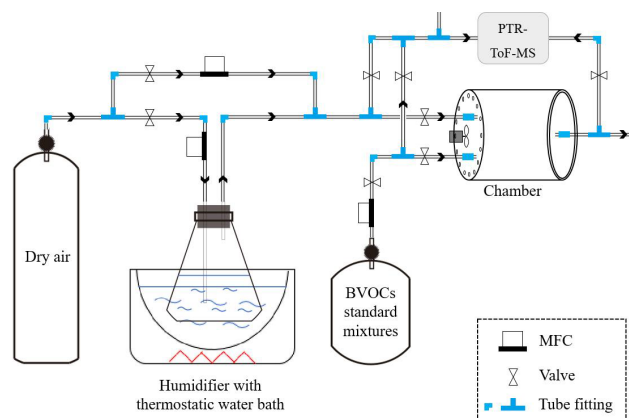 PTR-
ToF-MS
Chamber
Dry air
BVOCs
standard
mixtures
Humidifier with
thermostatic water bath
MFC
Valve
Tube fitting